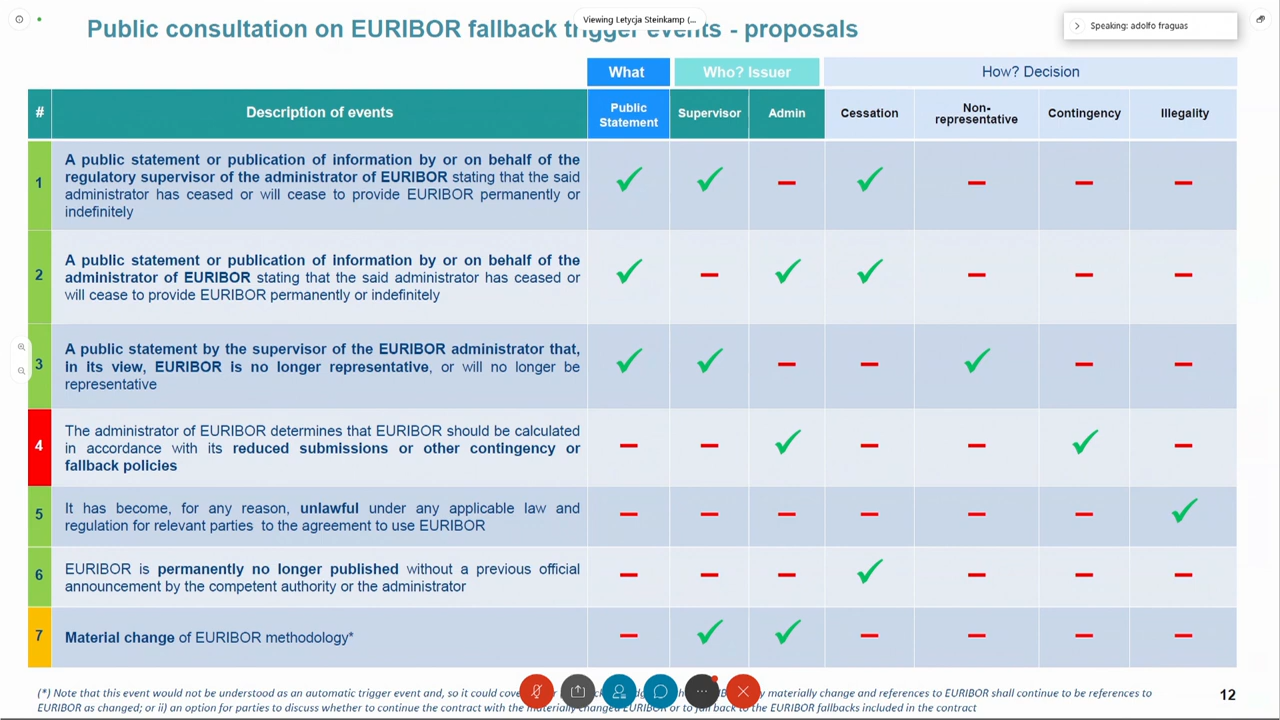 Viewing Letycja Steinkamp (...
Public consultation on EURIBOR fallback trigger events - proposals
Speaking: adolfo fraguas
What
Who? Issuer
How? Decision
#
Description of events
Public
Statement
Supervisor
Admin
Cessation
Non-
representative
Contingency
Illegality
1
A public statement or publication of information by or on behalf of the
regulatory supervisor of the administrator of EURIBOR stating that the said
administrator has ceased or will cease to provide EURIBOR permanently or
indefinitely
2
A public statement or publication of information by or on behalf of the
administrator of EURIBOR stating that the said administrator has ceased or
will cease to provide EURIBOR permanently or indefinitely
3
A public statement by the supervisor of the EURIBOR administrator that,
in its view, EURIBOR is no longer representative, or will no longer be
representative
4
The administrator of EURIBOR determines that EURIBOR should be calculated
in accordance with its reduced submissions or other contingency or
fallback policies
5
It has become, for any reason, unlawful under any applicable law and
regulation for relevant parties to the agreement to use EURIBOR
6
EURIBOR is permanently no longer published without a previous official
announcement by the competent authority or the administrator
7
Material change of EURIBOR methodology*
(*) Note that this event would not be understood as an automatic trigger event and, so it could materially change and references to EURIBOR shall continue to be references to
EURIBOR as changed; or ii) an option for parties to discuss whether to continue the contract with the materially changed EURIBOR or to fall back to the EURIBOR fallbacks included in the contract
12